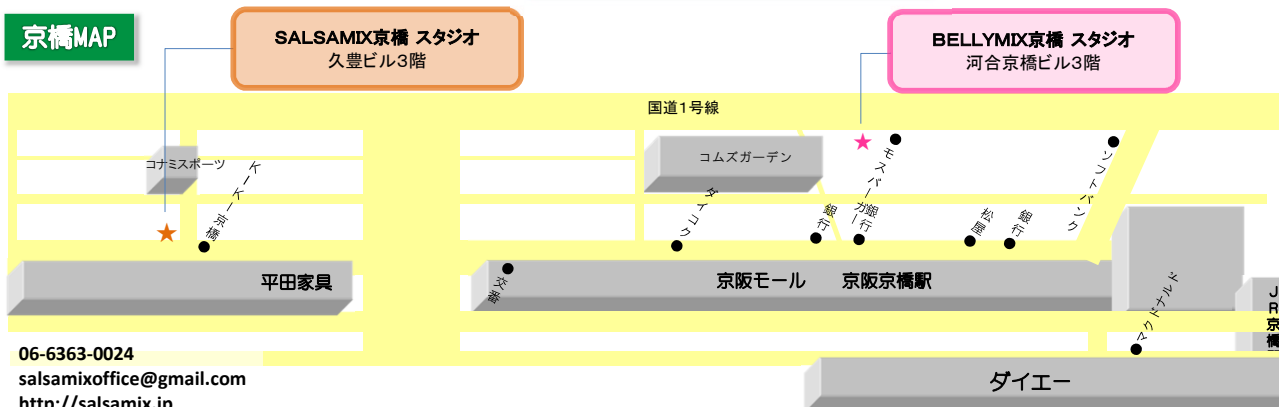 京橋MAP
SALSAMIX京橋 スタジオ
久豊ビル3階
BELLYMIX京橋 スタジオ
河合京橋ビル3階
国道1号線
コナミスポーツ
コムズガーデン
K
ーK
ー京橋
ダイコク
銀行
モスバーガー
銀行
松屋
銀行
ソフトバンク
平田家具
交番
京阪モール 京阪京橋駅
マクドナルド
JR京橋
ダイエー
06-6363-0024
salsamixoffice@gmail.com
http://salsamix.jp